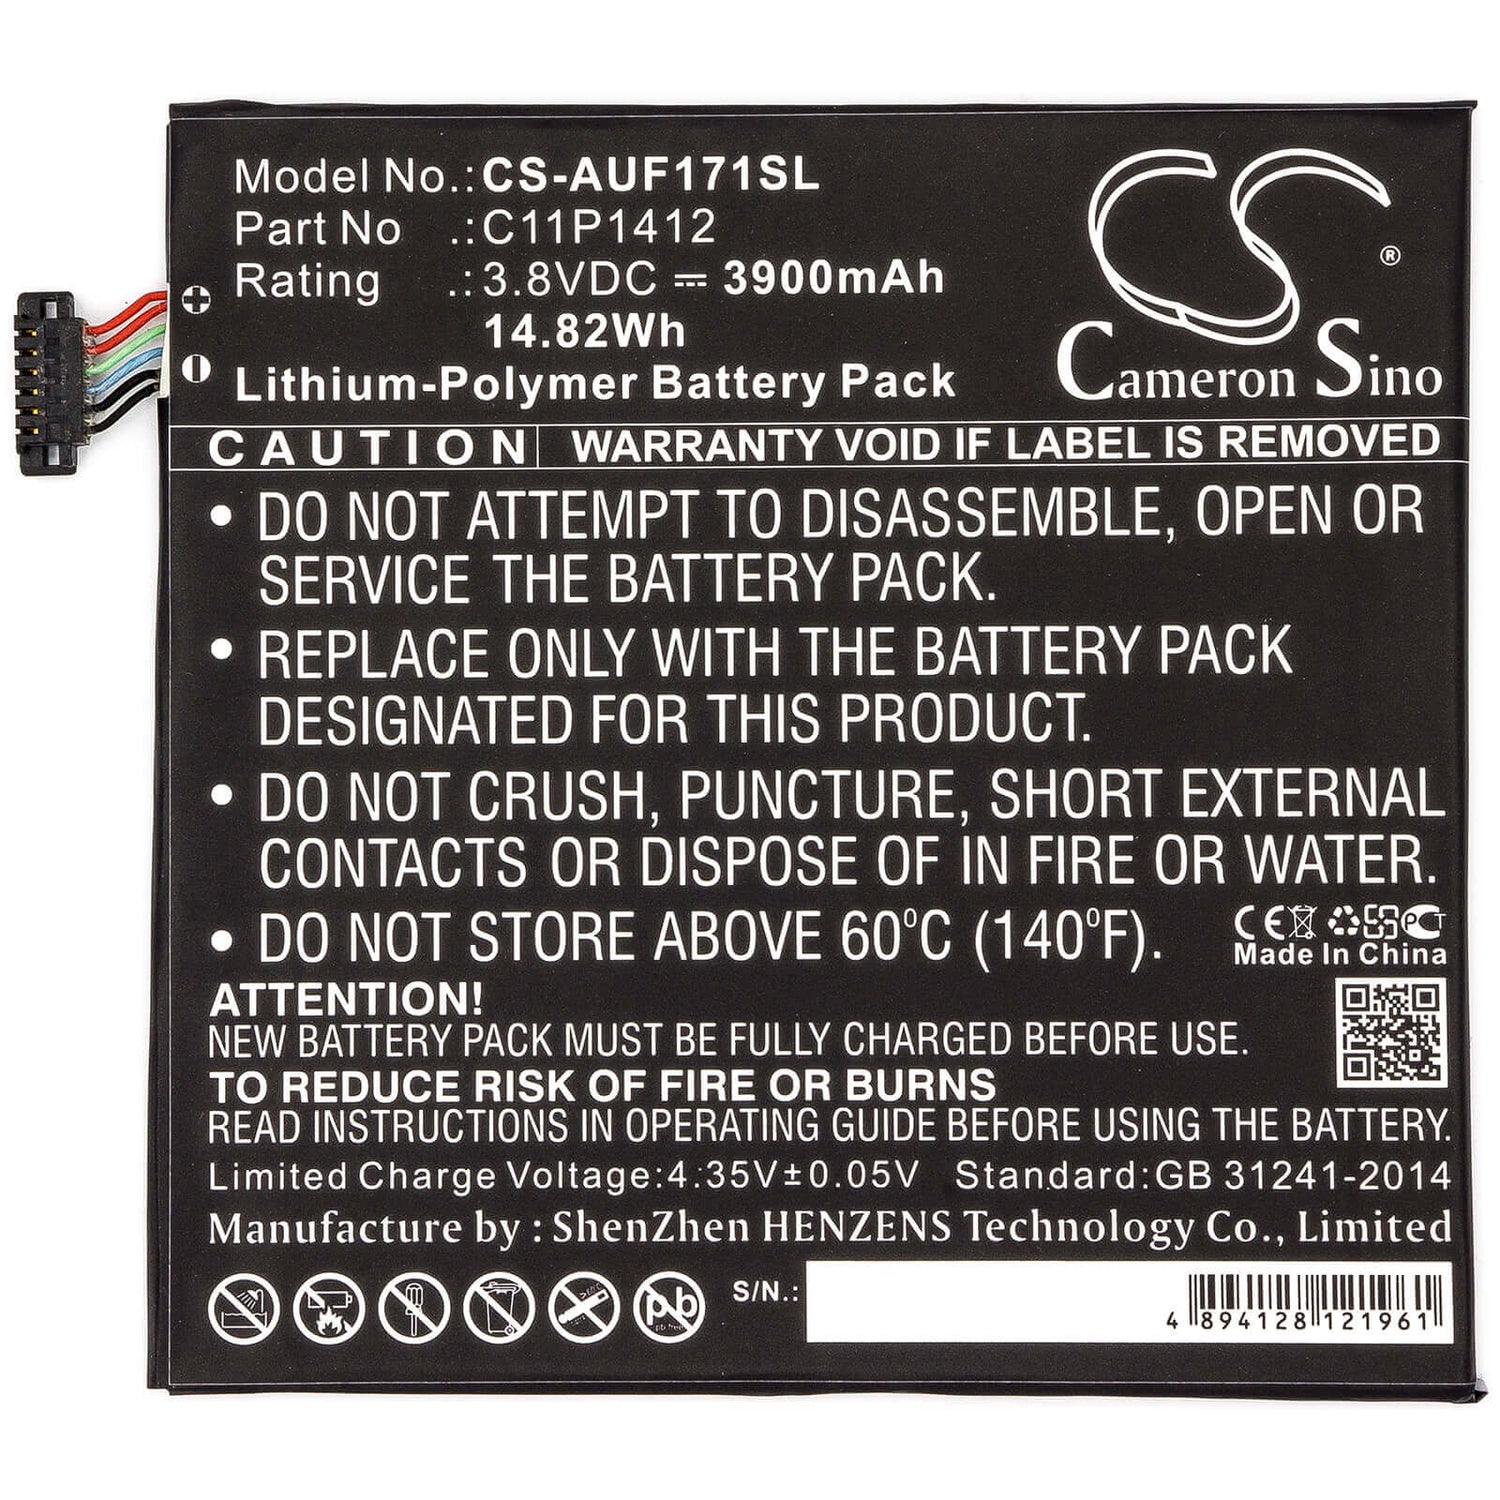 Model No.: CS-AUF171SL
Part No .: C11P1412
Rating .: 3.8VDC ⎓ 3900mAh
14.82Wh
Lithium-Polymer Battery Pack
CS®
Cameron Sino
CAUTION WARRANTY VOID IF LABEL IS REMOVED
• DO NOT ATTEMPT TO DISASSEMBLE, OPEN OR
SERVICE THE BATTERY PACK.
• REPLACE ONLY WITH THE BATTERY PACK
DESIGNATED FOR THIS PRODUCT.
• DO NOT CRUSH, PUNCTURE, SHORT EXTERNAL
CONTACTS OR DISPOSE OF IN FIRE OR WATER.
• DO NOT STORE ABOVE 60°C (140°F).
CE PCT
Made In China
ATTENTION!
NEW BATTERY PACK MUST BE FULLY CHARGED BEFORE USE.
TO REDUCE RISK OF FIRE OR BURNS
READ INSTRUCTIONS IN OPERATING GUIDE BEFORE USING THE BATTERY.
Limited Charge Voltage:4.35V±0.05V Standard:GB 31241-2014
Manufacture by : ShenZhen HENZENS Technology Co., Limited
pb
pb free
S/N.:
4 894128 121961